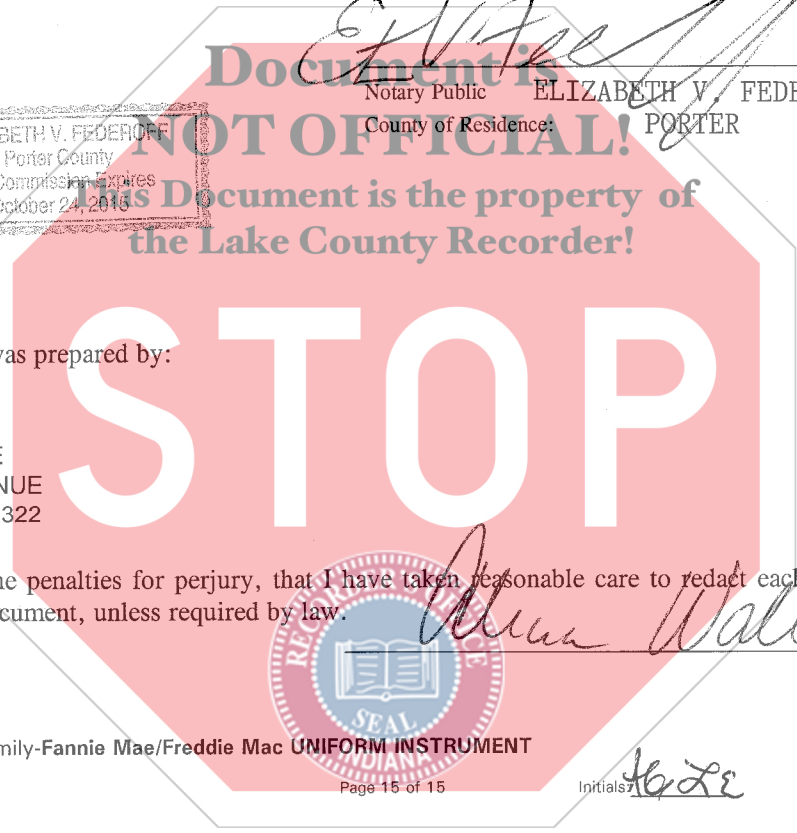 Document is
Notary Public ELIZABETH V. FEDE
NOT OFFICIAL!
County of Residence: PORTER
BETH V. FEDEROFF
Porter County
Commission Expires
October 24, 2015
This Document is the property of
the Lake County Recorder!
STOP
was prepared by:
E
NUE
322
he penalties for perjury, that I have taken reasonable care to redact each
cument, unless required by law.
RECORDER'S OFFICE
SEAL
INDIANA
mily-Fannie Mae/Freddie Mac UNIFORM INSTRUMENT
Page 15 of 15
Initials: